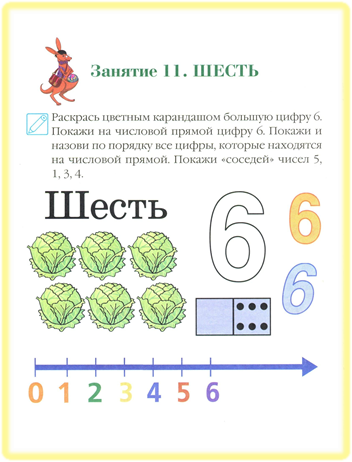 Занятие 11. ШЕСТЬ
Раскрась цветным карандашом большую цифру 6.
Покажи на числовой прямой цифру 6. Покажи и
назови по порядку все цифры, которые находятся
на числовой прямой. Покажи «соседей» чисел 5,
1, 3, 4.
Шесть
6 6
6
0 1 2 3 4 5 6